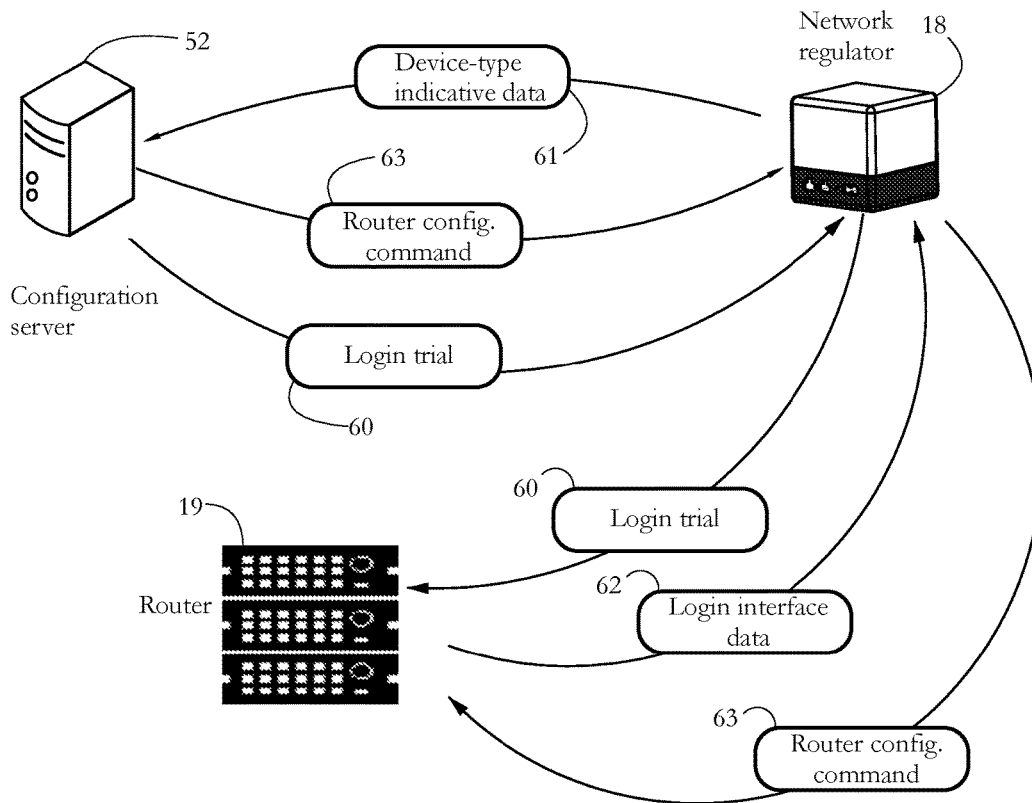 52
Network
regulator
18
Device-type
indicative data
61
63
Router config.
command
Configuration
server
Login trial
60
60
Login trial
19
Router
62
Login interface
data
63
Router config.
command